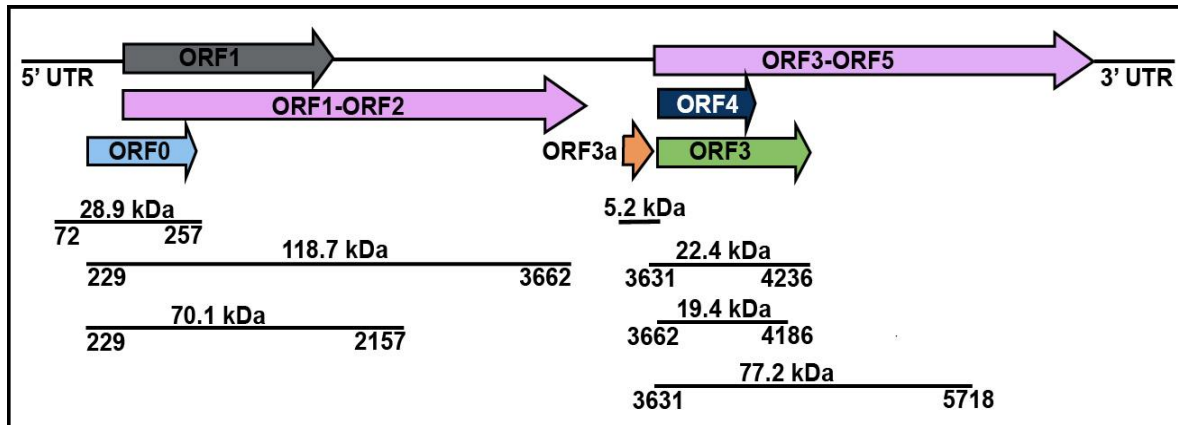 ORF1
ORF3-ORF5
5’ UTR
3’ UTR
ORF1-ORF2
ORF4
ORF0
ORF3a
ORF3
28.9 kDa
72 257
5.2 kDa
118.7 kDa
229 3662
22.4 kDa
3631 4236
70.1 kDa
229 2157
19.4 kDa
3662 4186
77.2 kDa
3631 5718